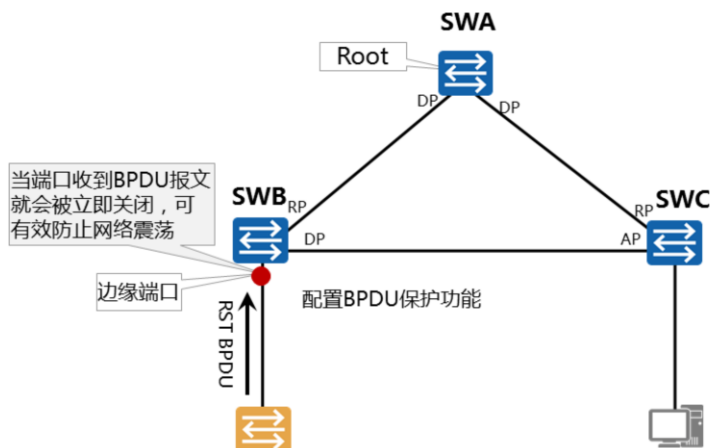 SWA
Root
DP
DP
当端口收到BPDU报文
就会被立即关闭，可
有效防止网络震荡
SWB
RP
RP
SWC
DP
AP
边缘端口
配置BPDU保护功能
RST BPDU